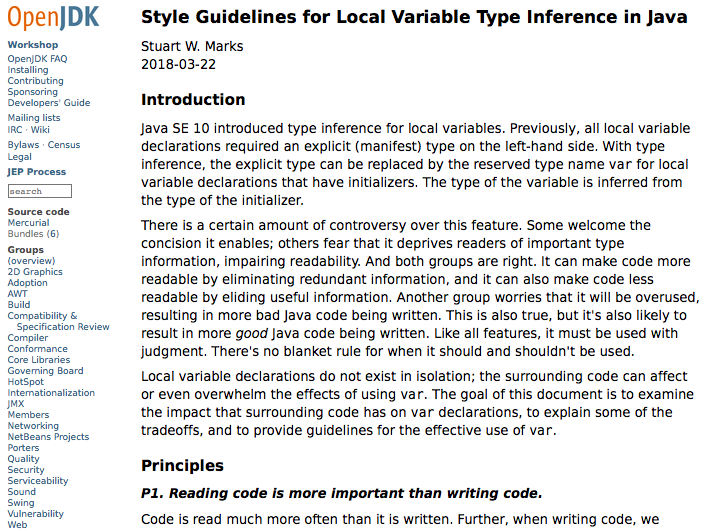 OpenJDK
Workshop
OpenJDK FAQ
Installing
Contributing
Sponsoring
Developers' Guide
Mailing lists
IRC · Wiki
Bylaws · Census
Legal
JEP Process
search
Source code
Mercurial
Bundles (6)
Groups
(overview)
2D Graphics
Adoption
AWT
Build
Compatibility &
Specification Review
Compiler
Conformance
Core Libraries
Governing Board
HotSpot
Internationalization
JMX
Members
Networking
NetBeans Projects
Porters
Quality
Security
Serviceability
Sound
Swing
Vulnerability
Web
Style Guidelines for Local Variable Type Inference in Java
Stuart W. Marks
2018-03-22
Introduction
Java SE 10 introduced type inference for local variables. Previously, all local variable
declarations required an explicit (manifest) type on the left-hand side. With type
inference, the explicit type can be replaced by the reserved type name var for local
variable declarations that have initializers. The type of the variable is inferred from
the type of the initializer.
There is a certain amount of controversy over this feature. Some welcome the
concision it enables; others fear that it deprives readers of important type
information, impairing readability. And both groups are right. It can make code more
readable by eliminating redundant information, and it can also make code less
readable by eliding useful information. Another group worries that it will be overused,
resulting in more bad Java code being written. This is also true, but it's also likely to
result in more good Java code being written. Like all features, it must be used with
judgment. There's no blanket rule for when it should and shouldn't be used.
Local variable declarations do not exist in isolation; the surrounding code can affect
or even overwhelm the effects of using var. The goal of this document is to examine
the impact that surrounding code has on var declarations, to explain some of the
tradeoffs, and to provide guidelines for the effective use of var.
Principles
P1. Reading code is more important than writing code.
Code is read much more often than it is written. Further, when writing code, we